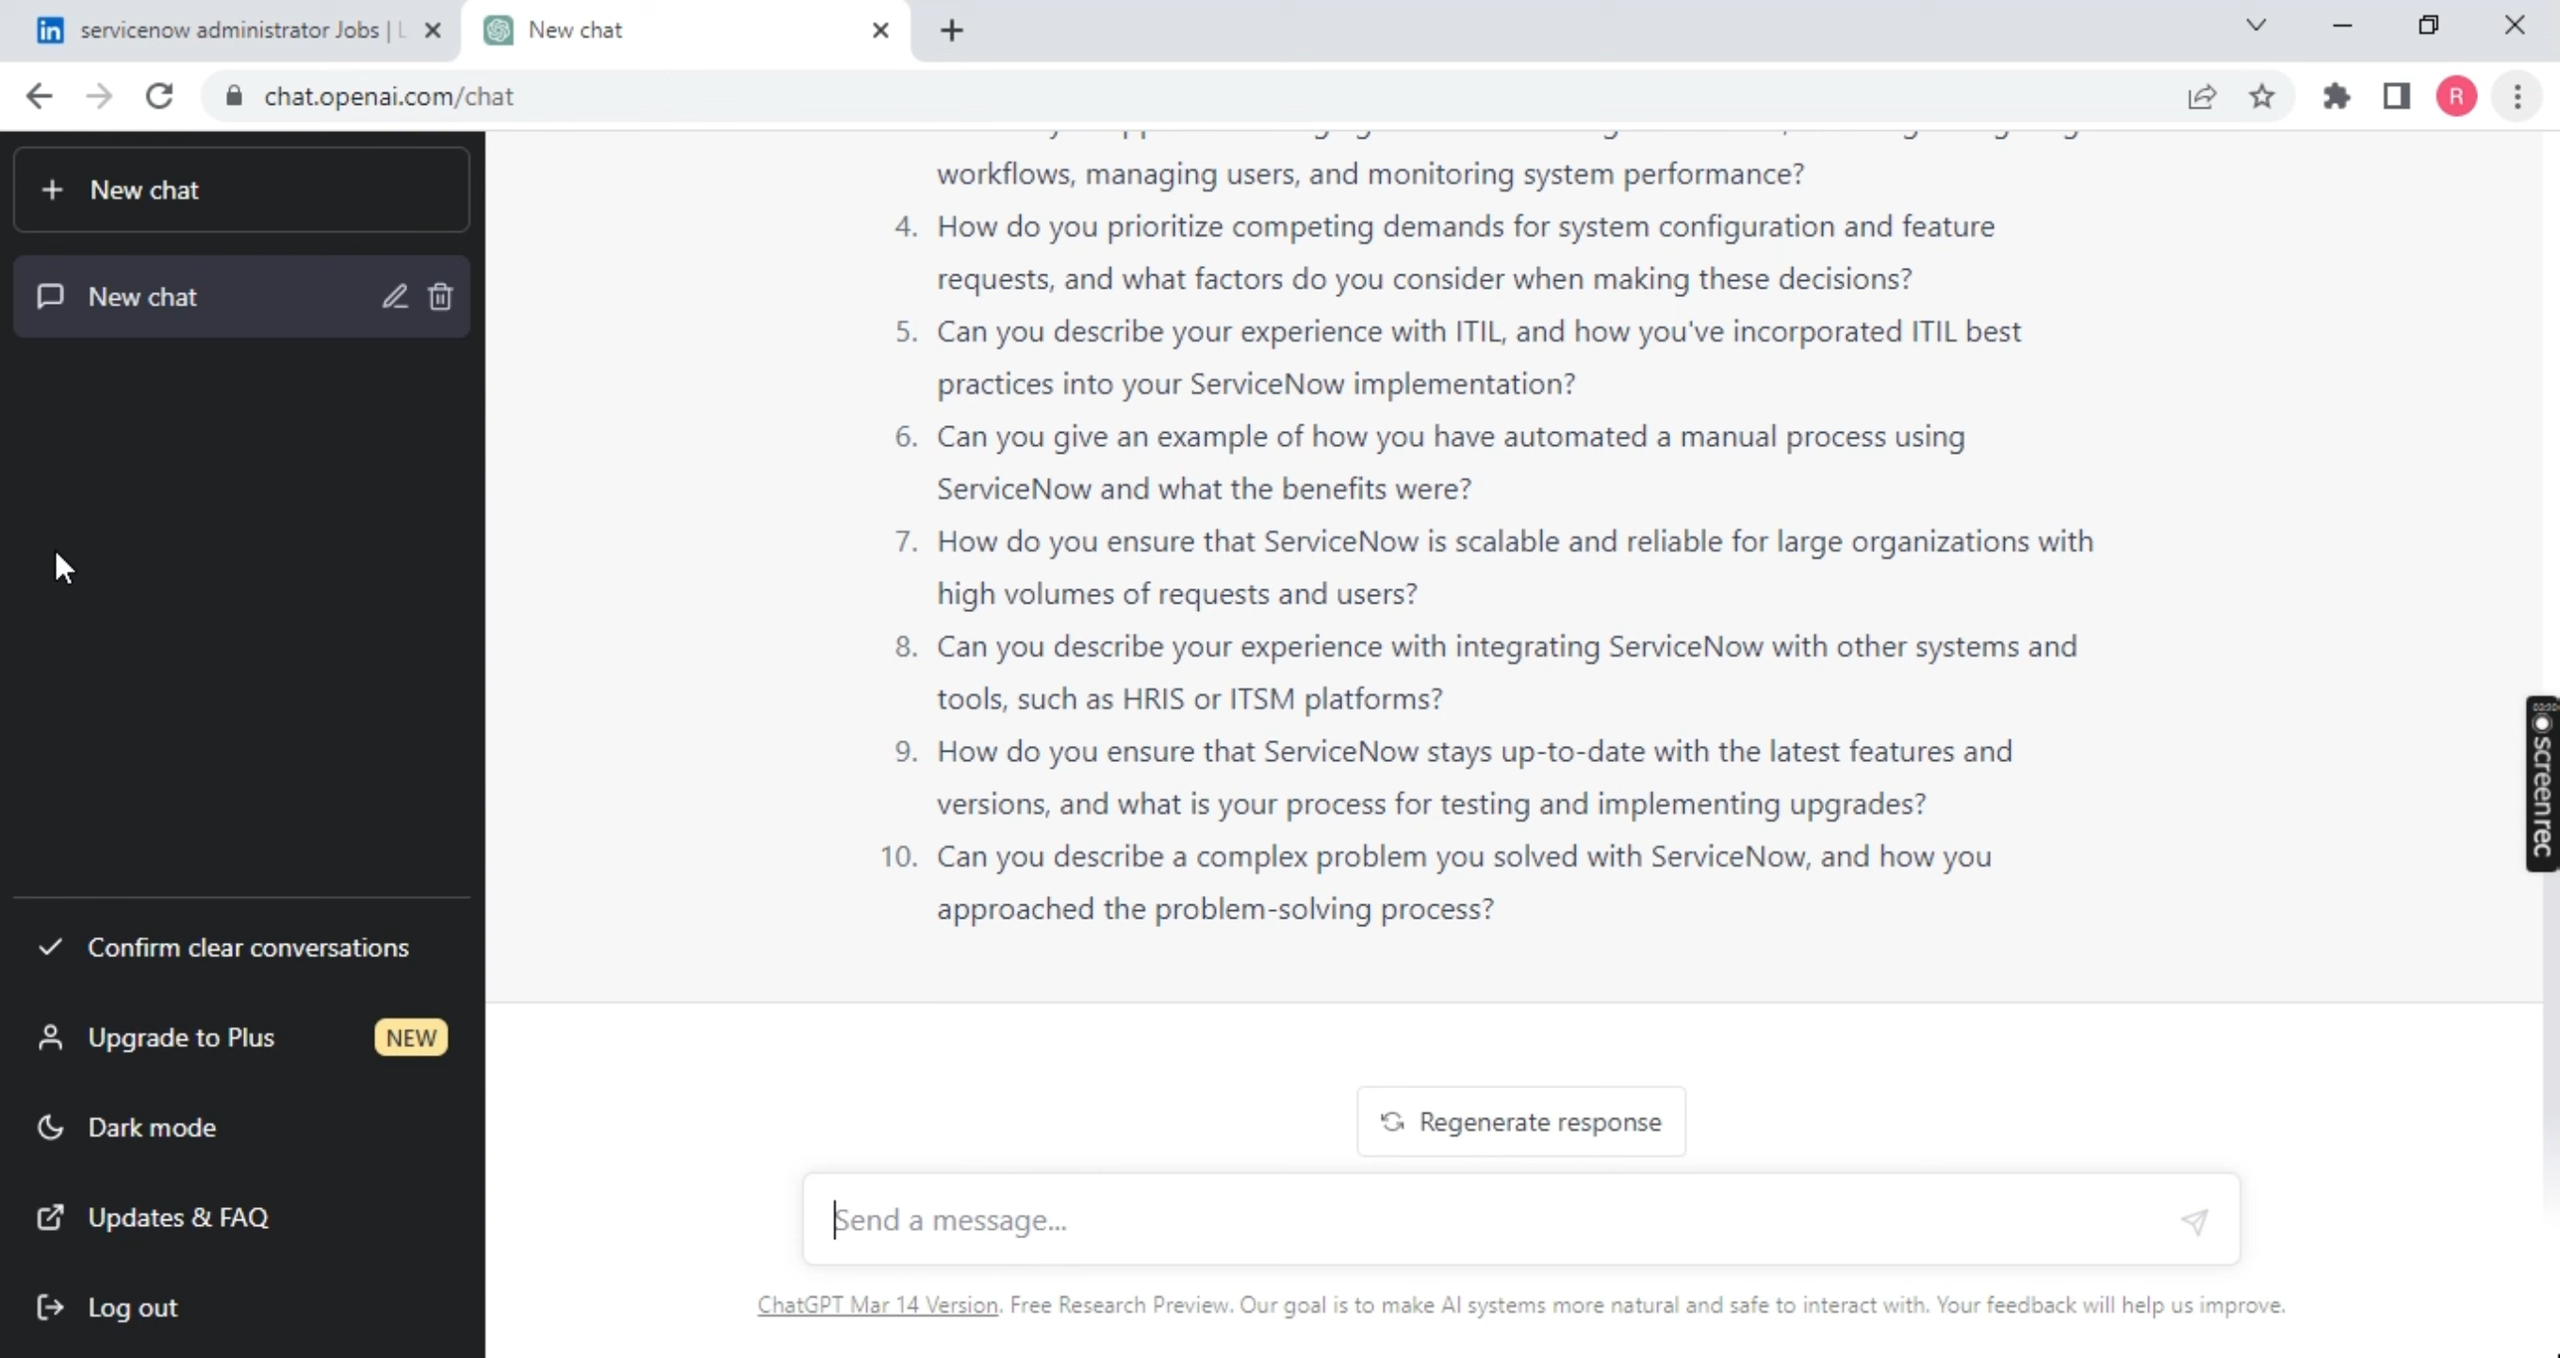 servicenow administrator Jobs | L
New chat
chat.openai.com/chat
R
New chat
New chat
workflows, managing users, and monitoring system performance?
4. How do you prioritize competing demands for system configuration and feature
requests, and what factors do you consider when making these decisions?
5. Can you describe your experience with ITIL, and how you've incorporated ITIL best
practices into your ServiceNow implementation?
6. Can you give an example of how you have automated a manual process using
ServiceNow and what the benefits were?
7. How do you ensure that ServiceNow is scalable and reliable for large organizations with
high volumes of requests and users?
8. Can you describe your experience with integrating ServiceNow with other systems and
tools, such as HRIS or ITSM platforms?
9. How do you ensure that ServiceNow stays up-to-date with the latest features and
versions, and what is your process for testing and implementing upgrades?
10. Can you describe a complex problem you solved with ServiceNow, and how you
approached the problem-solving process?
screenrec
Confirm clear conversations
Upgrade to Plus NEW
Dark mode
Updates & FAQ
Log out
Regenerate response
Send a message...
ChatGPT Mar 14 Version. Free Research Preview. Our goal is to make AI systems more natural and safe to interact with. Your feedback will help us improve.